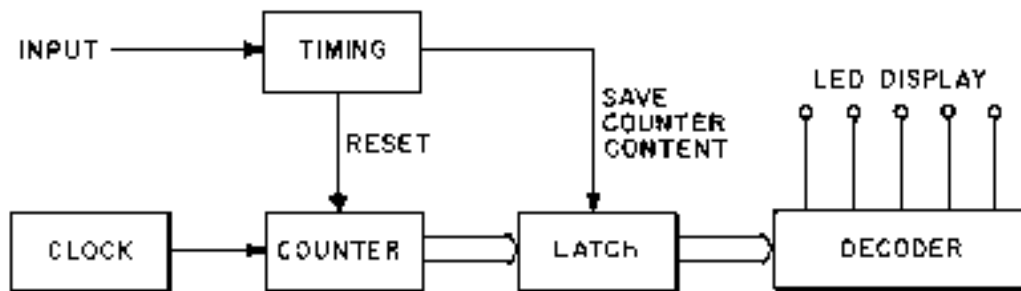 INPUT
TIMING
LED DISPLAY
SAVE
COUNTER
CONTENT
RESET
CLOCK
COUNTER
LATCH
DECODER